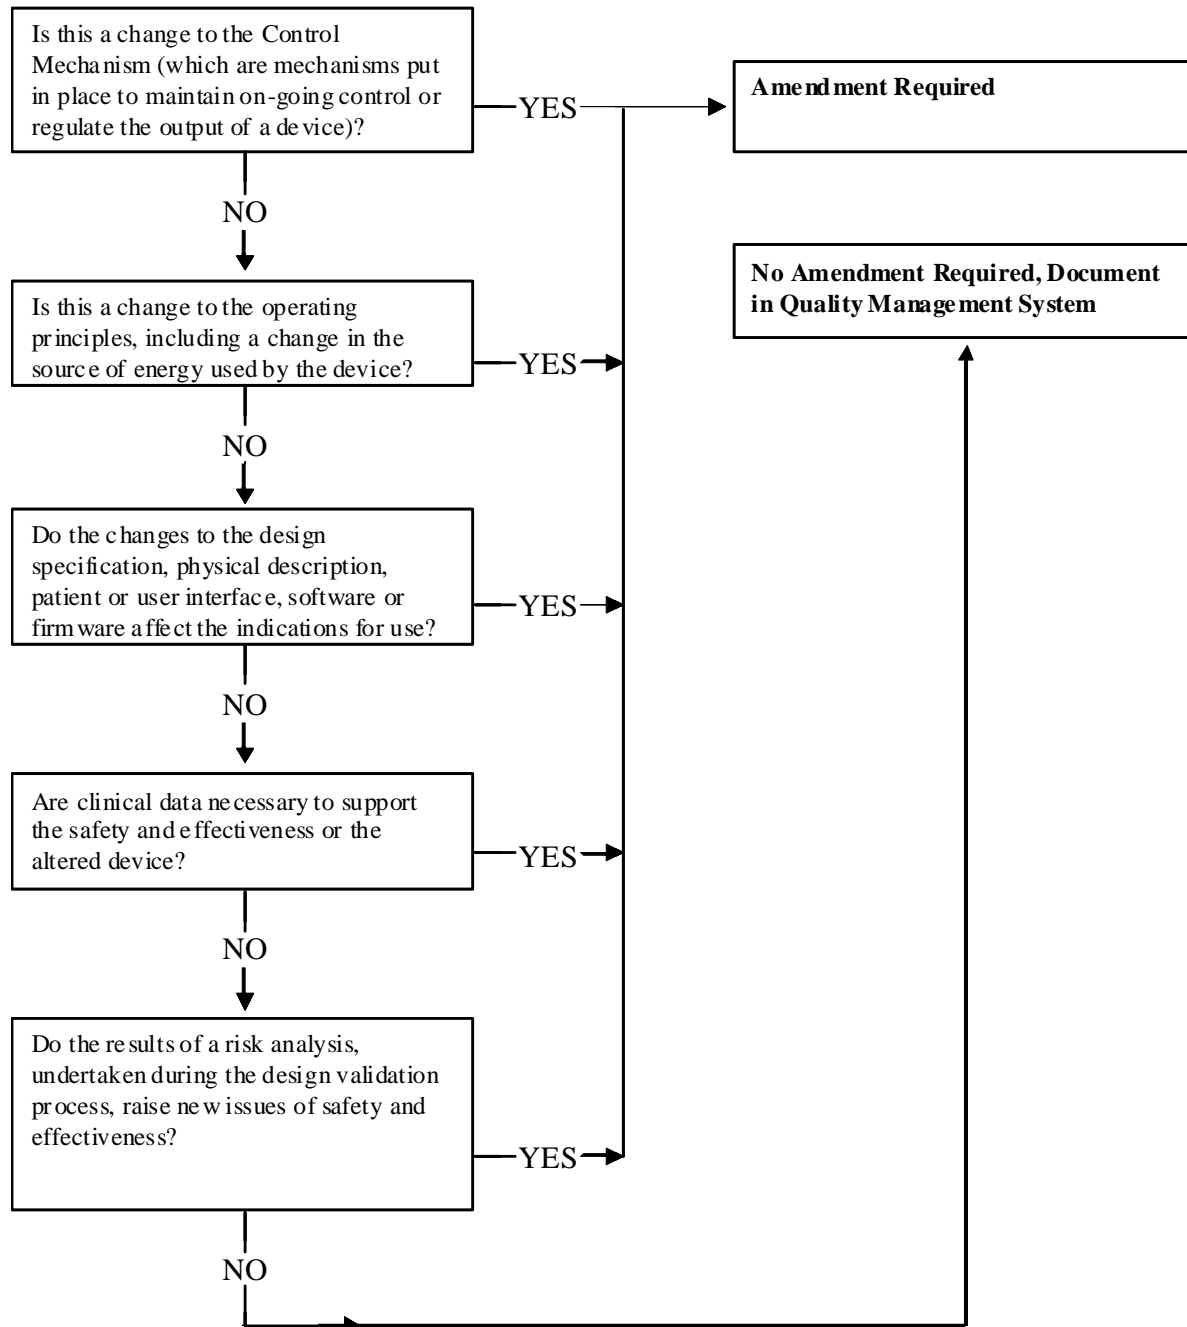 Is this a change to the Control
Mechanism (which are mechanisms put
in place to maintain on-going control or
regulate the output of a device)?
YES
Amendment Required
NO
No Amendment Required, Document
in Quality Management System
Is this a change to the operating
principles, including a change in the
source of energy used by the device?
YES
NO
Do the changes to the design
specification, physical description,
patient or user interface, software or
firmware affect the indications for use?
YES
NO
Are clinical data necessary to support
the safety and effectiveness or the
altered device?
YES
NO
Do the results of a risk analysis,
undertaken during the design validation
process, raise new issues of safety and
effectiveness?
YES
NO